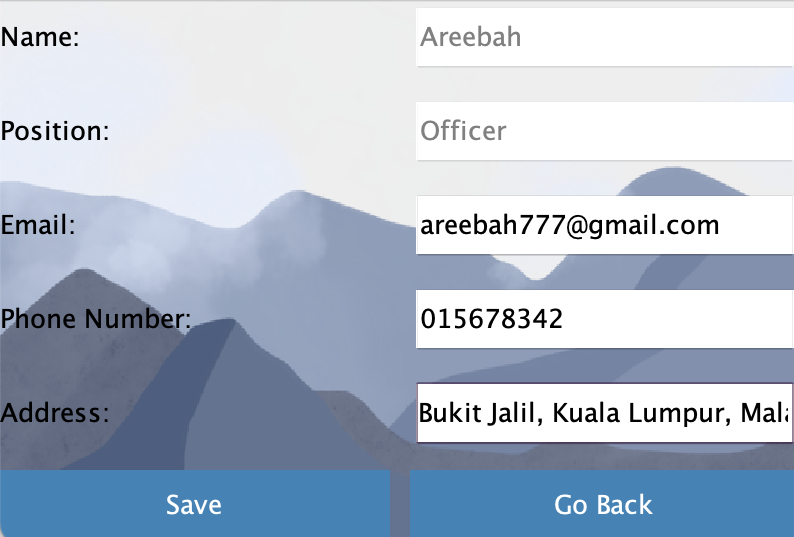 Name: Areebah
Position: Officer
Email: areebah777@gmail.com
Phone Number: 015678342
Address: Bukit Jalil, Kuala Lumpur,
Save Go Back